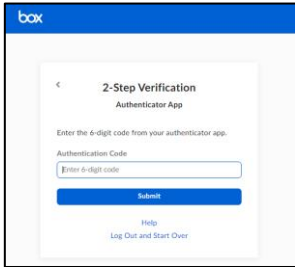 box
2-Step Verification
Authenticator App
Enter the 6-digit code from your authenticator app.
Authentication Code
Enter 6-digit code
Submit
Help
Log Out and Start Over